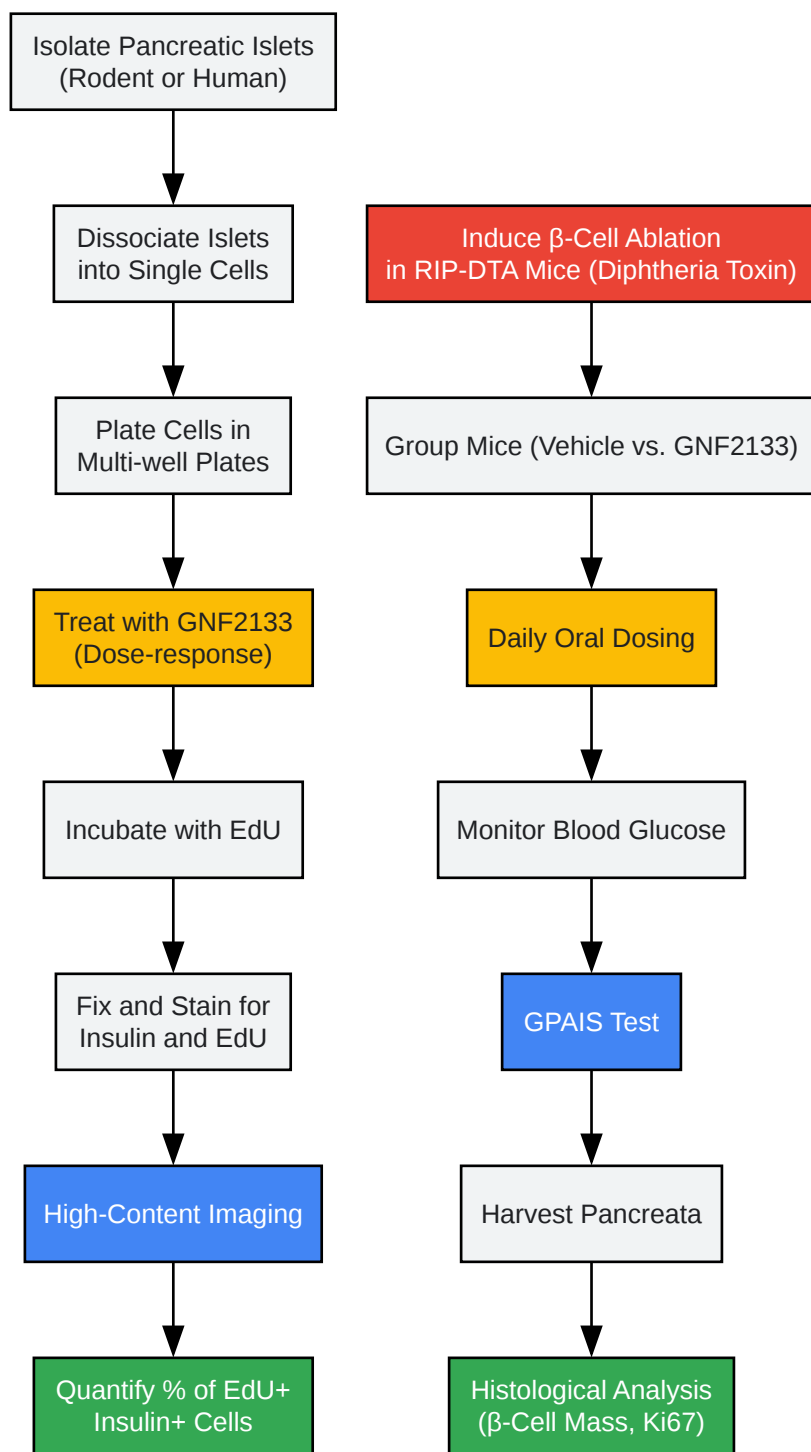 Isolate Pancreatic Islets
(Rodent or Human)
Dissociate Islets
into Single Cells
Plate Cells in
Multi-well Plates
Treat with GNF2133
(Dose-response)
Incubate with EdU
Fix and Stain for
Insulin and EdU
High-Content Imaging
Quantify % of EdU+
Insulin+ Cells
Induce β-Cell Ablation
in RIP-DTA Mice (Diphtheria Toxin)
Group Mice (Vehicle vs. GNF2133)
Daily Oral Dosing
Monitor Blood Glucose
GPAIS Test
Harvest Pancreata
Histological Analysis
(β-Cell Mass, Ki67)